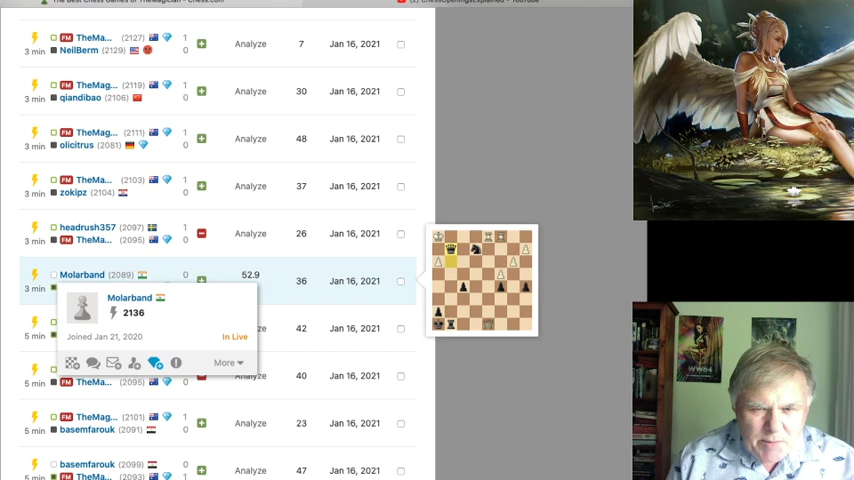 The Best Chess Games of TheMagician - Chess.com
(2) ChessOpeningsExplained - YouTube
FM TheMa... (2127) 1
3 min NeilBerm (2129) 0 Analyze 7 Jan 16, 2021
FM TheMag... (2119) 1
3 min qiandibao (2106) 0 Analyze 30 Jan 16, 2021
FM TheMag... (2111) 1
3 min olicitrus (2081) 0 Analyze 48 Jan 16, 2021
FM TheMa... (2103) 1
3 min zokipz (2104) 0 Analyze 37 Jan 16, 2021
headrush357 (2097) 1
3 min FM TheMa... (2095) 0 Analyze 26 Jan 16, 2021
Molarband (2089) 0 52.9
3 min 36 Jan 16, 2021
Molarband
2136
Joined Jan 21, 2020 In Live
More
5 min 42 Jan 16, 2021
5 min FM TheMa... (2095) 0 Analyze 40 Jan 16, 2021
FM TheMag... (2101) 1
5 min basemfarouk (2091) 0 Analyze 23 Jan 16, 2021
basemfarouk (2099) 0
5 min FM TheMa... (2093) 1 Analyze 47 Jan 16, 2021
WW84